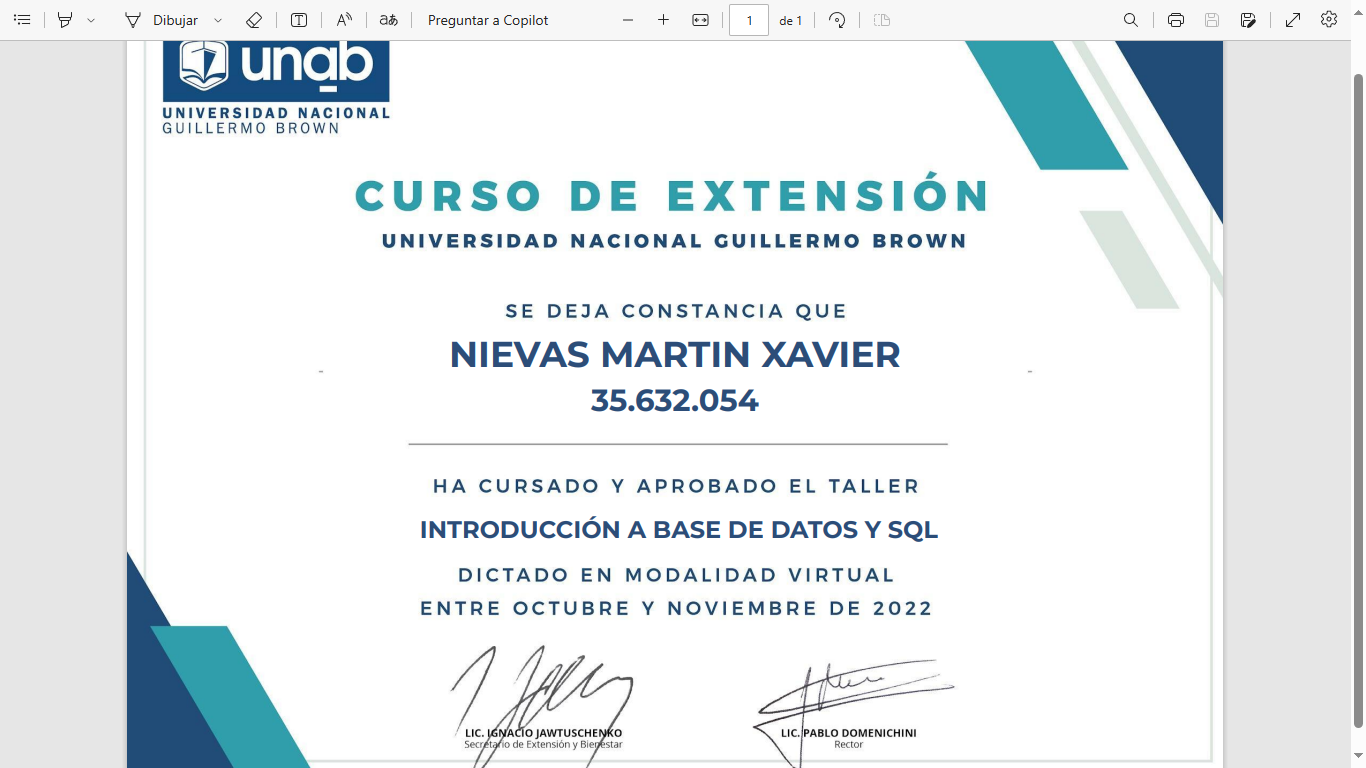 Dibujar
Preguntar a Copilot
1 de 1
unab
UNIVERSIDAD NACIONAL
GUILLERMO BROWN
CURSO DE EXTENSIÓN
UNIVERSIDAD NACIONAL GUILLERMO BROWN
SE DEJA CONSTANCIA QUE
NIEVAS MARTIN XAVIER
35.632.054
HA CURSADO Y APROBADO EL TALLER
INTRODUCCIÓN A BASE DE DATOS Y SQL
DICTADO EN MODALIDAD VIRTUAL
ENTRE OCTUBRE Y NOVIEMBRE DE 2022
LIC. IGNACIO JAWTUSCHENKO
Secretario de Extensión y Bienestar
LIC. PABLO DOMENICHINI
Rector